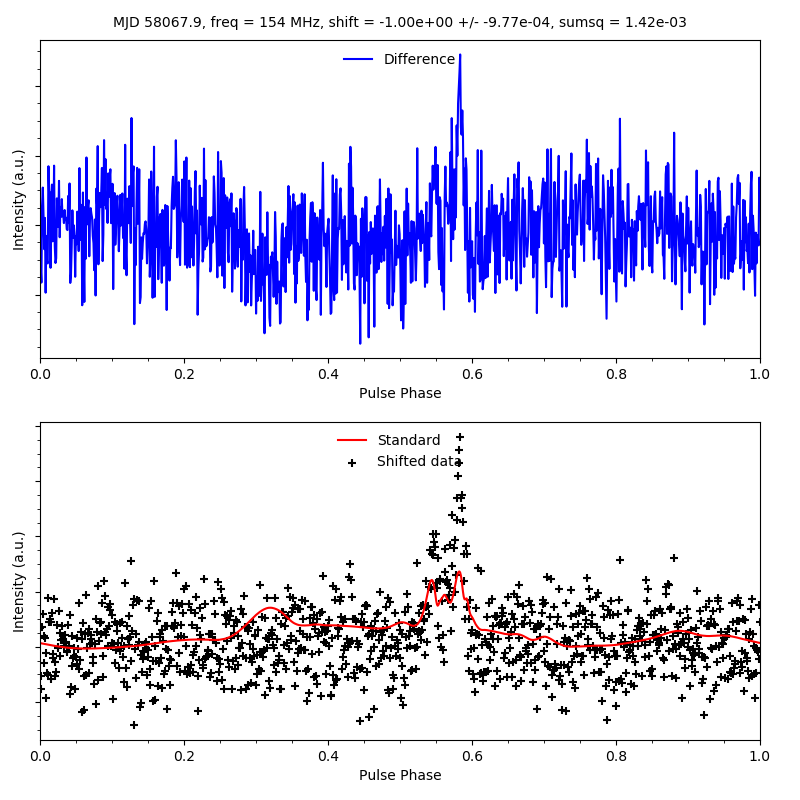 MJD 58067.9, freq = 154 MHz, shift = -1.00e+00 +/- -9.77e-04, sumsq = 1.42e-03
Difference
Intensity (a.u.)
0.0 0.2 0.4 0.6 0.8 1.0
Pulse Phase
Standard
Shifted data
Intensity (a.u.)
0.0 0.2 0.4 0.6 0.8 1.0
Pulse Phase